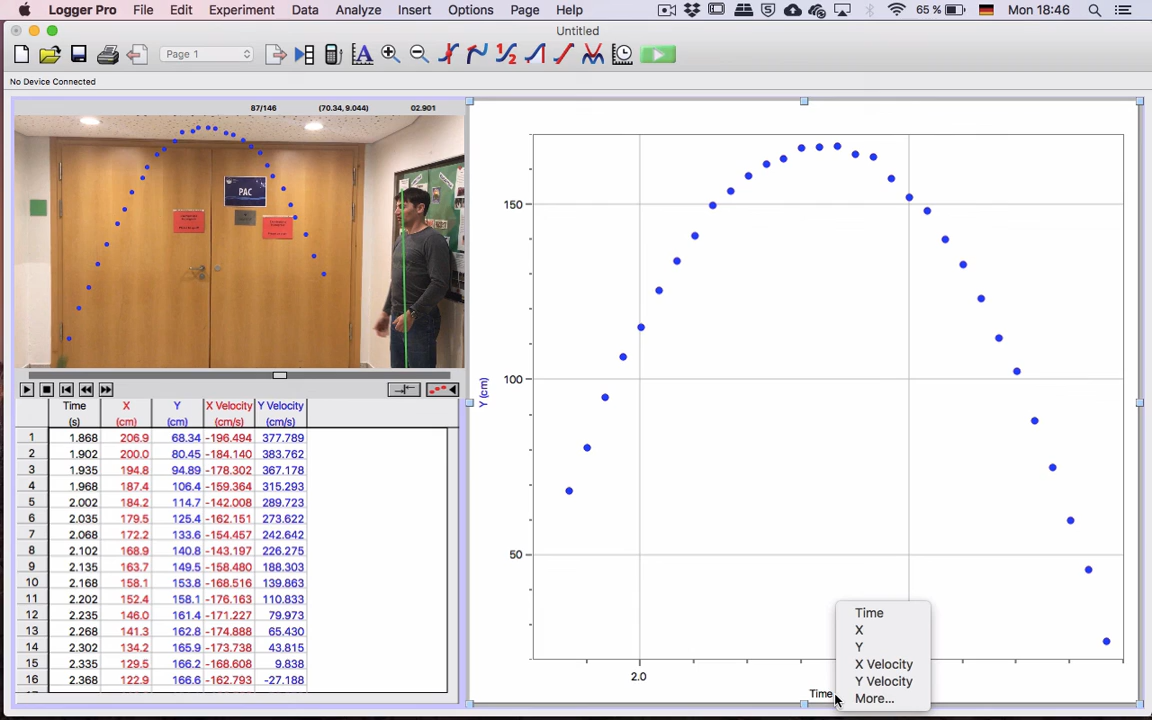 Logger Pro File Edit Experiment Data Analyze Insert Options Page Help 65 % Mon 18:46
Untitled
Page 1
No Device Connected
87/146 (70.34, 9.044) 02.901
PAC
Time X Y X Velocity Y Velocity
(s) (cm) (cm) (cm/s) (cm/s)
1 1.868 206.9 68.34 -196.494 377.789
2 1.902 200.0 80.45 -184.140 383.762
3 1.935 194.8 94.89 -178.302 367.178
4 1.968 187.4 106.4 -159.364 315.293
5 2.002 184.2 114.7 -142.008 289.723
6 2.035 179.5 125.4 -162.151 273.622
7 2.068 172.2 133.6 -154.457 242.642
8 2.102 168.9 140.8 -143.197 226.275
9 2.135 163.7 149.5 -158.480 188.303
10 2.168 158.1 153.8 -168.516 139.863
11 2.202 152.4 158.1 -176.163 110.833
12 2.235 146.0 161.4 -171.227 79.973
13 2.268 141.3 162.8 -174.888 65.430
14 2.302 134.2 165.9 -173.738 43.815
15 2.335 129.5 166.2 -168.608 9.838
16 2.368 122.9 166.6 -162.793 -27.188
Y (cm)
150
100
50
2.0
Time
Time
X
Y
X Velocity
Y Velocity
More...